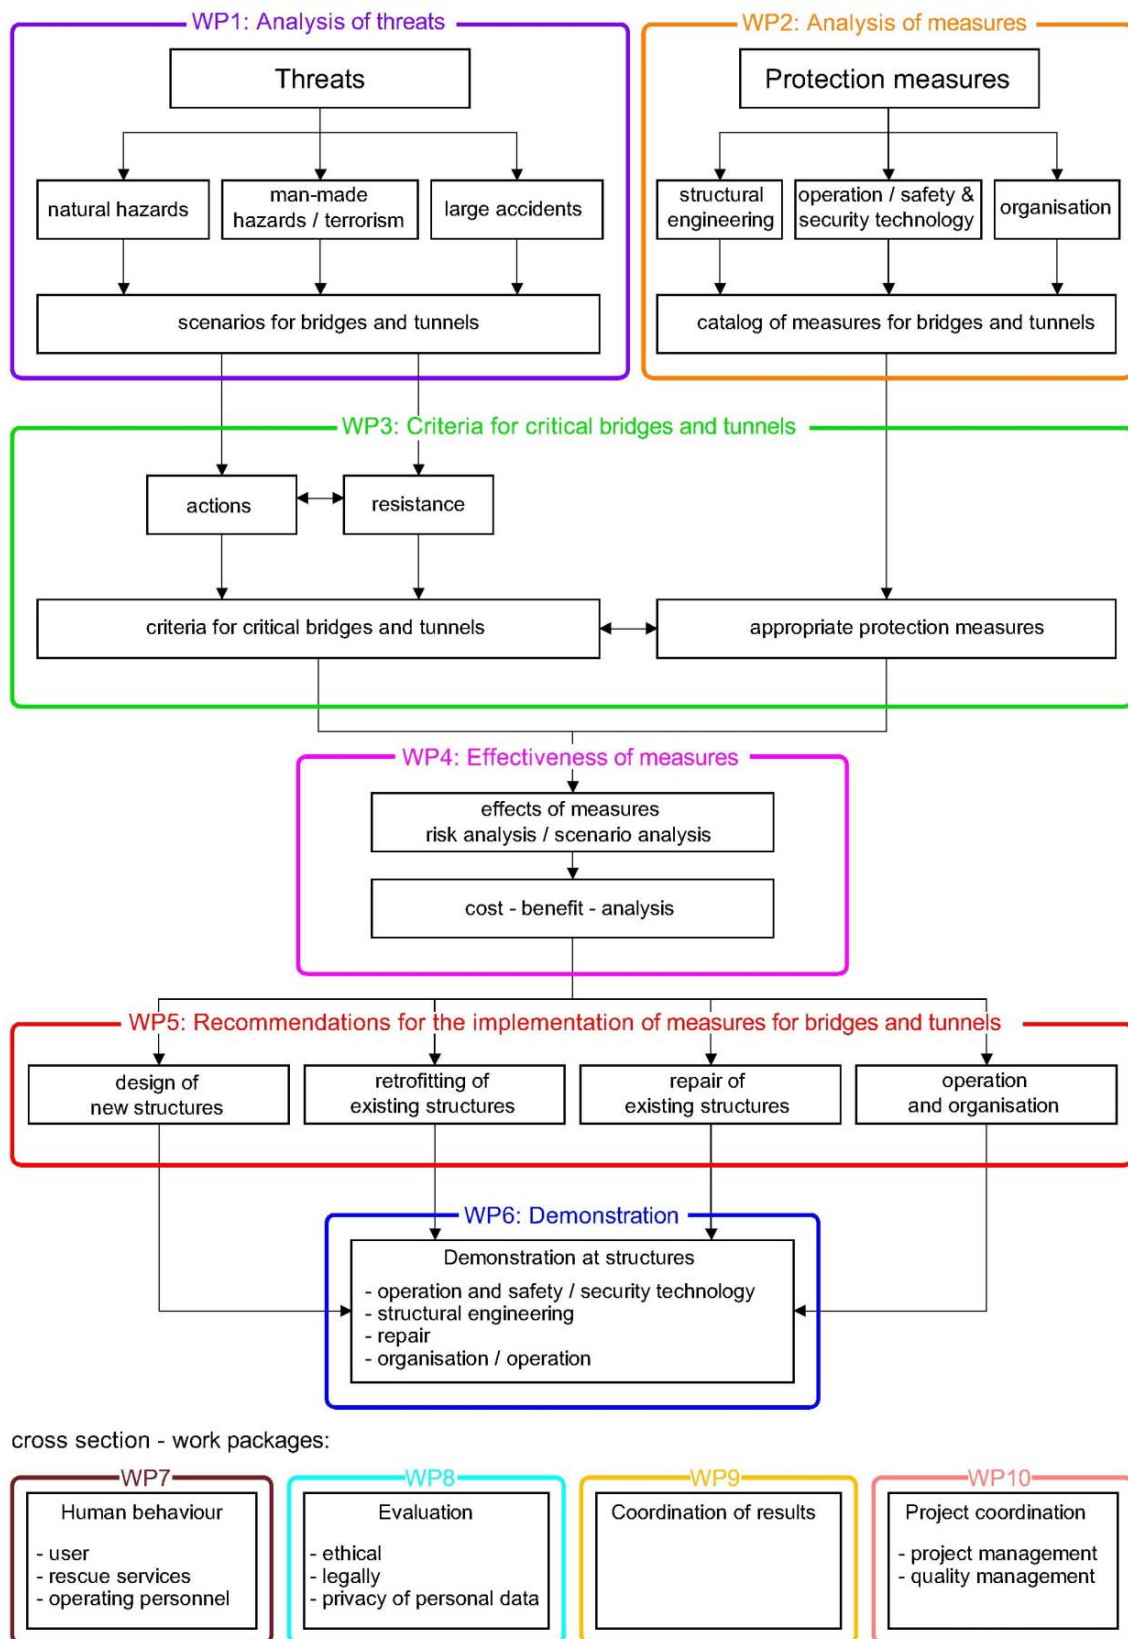 WP1: Analysis of threats
Threats
natural hazards
man-made
hazards / terrorism
large accidents
scenarios for bridges and tunnels
WP2: Analysis of measures
Protection measures
structural
engineering
operation / safety &
security technology
organisation
catalog of measures for bridges and tunnels
WP3: Criteria for critical bridges and tunnels
actions
resistance
criteria for critical bridges and tunnels
appropriate protection measures
WP4: Effectiveness of measures
effects of measures
risk analysis / scenario analysis
cost - benefit - analysis
WP5: Recommendations for the implementation of measures for bridges and tunnels
design of
new structures
retrofitting of
existing structures
repair of
existing structures
operation
and organisation
WP6: Demonstration
Demonstration at structures
- operation and safety / security technology
- structural engineering
- repair
- organisation / operation
cross section - work packages:
WP7
Human behaviour
- user
- rescue services
- operating personnel
WP8
Evaluation
- ethical
- legally
- privacy of personal data
WP9
Coordination of results
WP10
Project coordination
- project management
- quality management